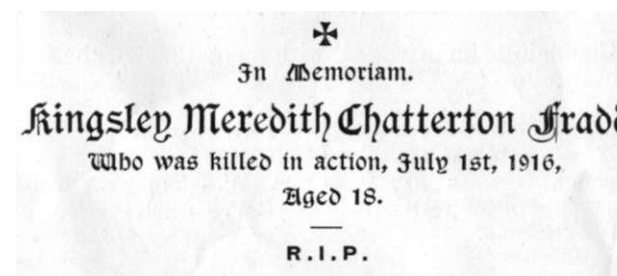 In Memoriam.
Kingsley Meredith Chatterton
Who was killed in action, July 1st, 1916,
Aged 18.
R.I.P.